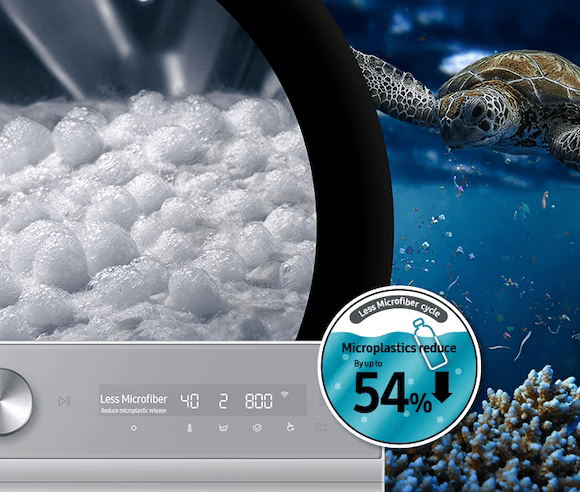 Less Microfiber cycle
Microplastics reduce
By up to
54%
Less Microfiber 40 2 800
Reduce microplastic release